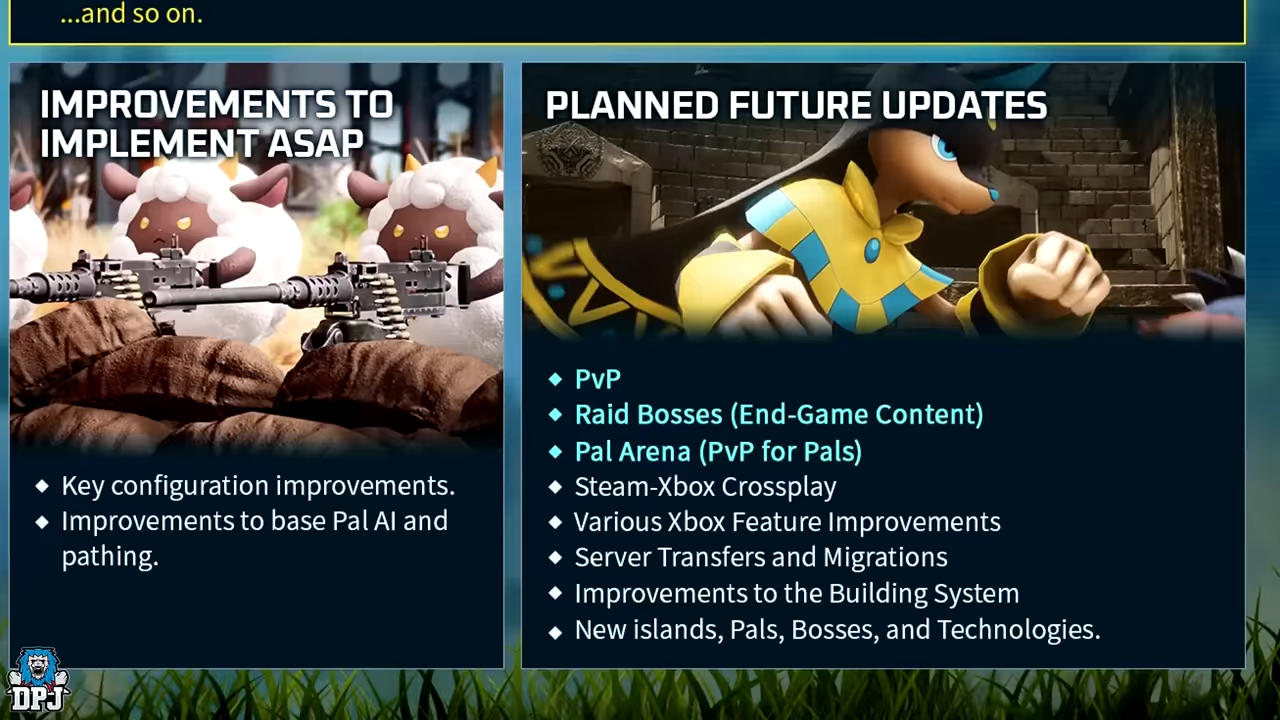 ...and so on.
IMPROVEMENTS TO
IMPLEMENT ASAP
Key configuration improvements.
Improvements to base Pal AI and
pathing.
PLANNED FUTURE UPDATES
PvP
Raid Bosses (End-Game Content)
Pal Arena (PvP for Pals)
Steam-Xbox Crossplay
Various Xbox Feature Improvements
Server Transfers and Migrations
Improvements to the Building System
New islands, Pals, Bosses, and Technologies.
DPJ